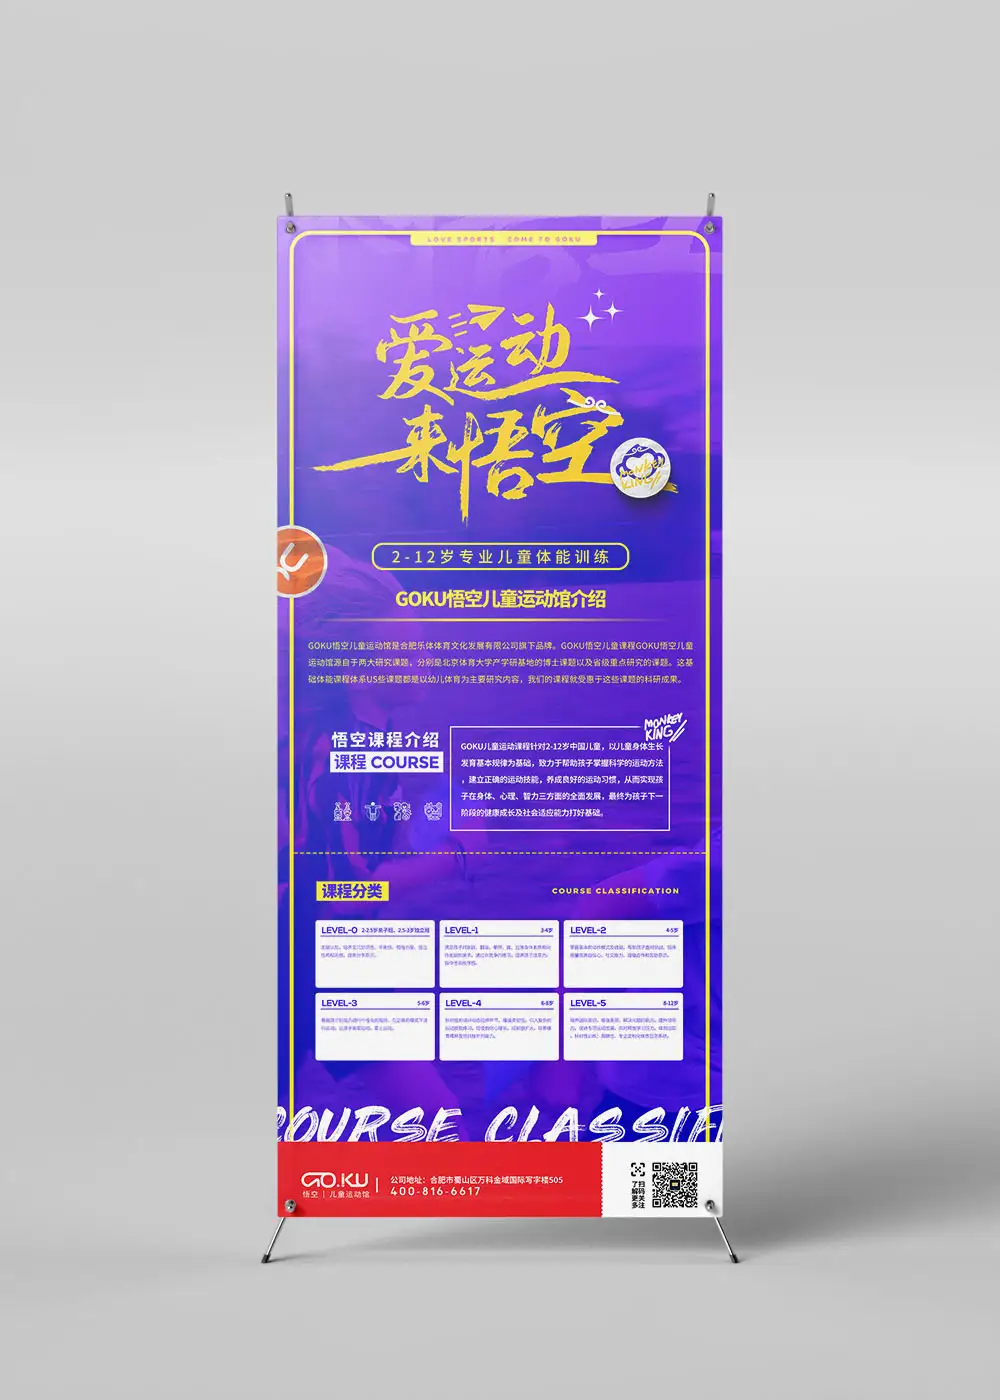 LOVE SPORTS COME TO GOKU
爱运动
来悟空
MONKEY
KING
2-12岁专业儿童体能训练
GOKU悟空儿童运动馆介绍
GOKU悟空儿童运动馆是合肥乐体体育文化发展有限公司旗下品牌。GOKU悟空儿童课程GOKU悟空儿童
运动馆源自于两大研究课题，分别是北京体育大学产学研基地的博士课题以及省级重点研究的课题。这基
础体能课程体系US些课题都是以幼儿体育为主要研究内容，我们的课程就受惠于这些课题的科研成果。
MONKEY
KING
悟空课程介绍
课程 COURSE
GOKU儿童运动课程针对2-12岁中国儿童，以儿童身体生长
发育基本规律为基础，致力于帮助孩子掌握科学的运动方法
，建立正确的运动技能，养成良好的运动习惯，从而实现孩
子在身体、心理、智力三方面的全面发展，最终为孩子下一
阶段的健康成长及社会适应能力打好基础。
课程分类
COURSE CLASSIFICATION
LEVEL-0 2-2.5岁亲子班、2.5-3岁独立班
LEVEL-1 3-4岁
LEVEL-2 4-5岁
LEVEL-3 5-6岁
LEVEL-4 6-8岁
LEVEL-5 8-12岁
COURSE CLASSIF
GO.KU
悟空 | 儿童运动馆
公司地址：合肥市蜀山区万科金域国际写字楼505
400-816-6617
扫码关注
了解更多